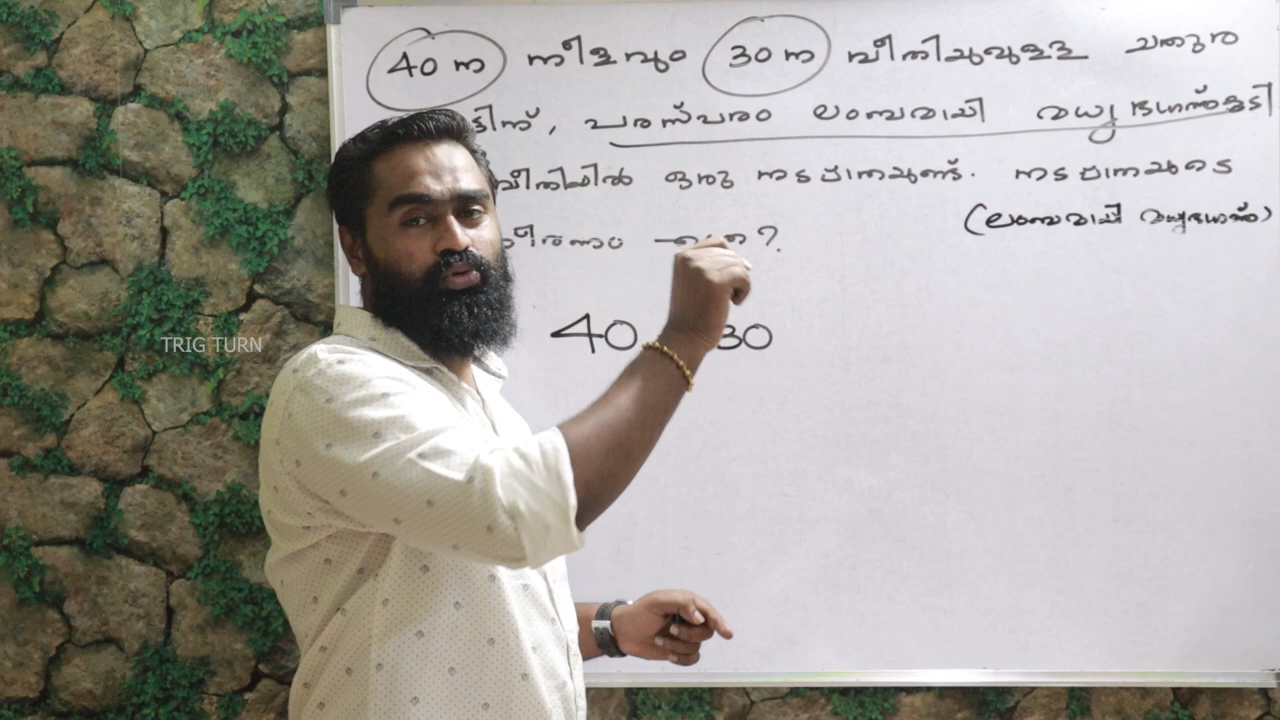 40 മ നീളവും 30 മ വീതിയുമുള്ള ചതുര
ട്ടിന്, പരസ്പരം ലംബമായി മധ്യഭാഗത്തുകൂടി
വീതിയിൽ ഒരു നടപ്പാതയുണ്ട്. നടപ്പാതയുടെ
(ലംബമായി മധ്യഭാഗത്ത്)
എത്ര?
40 30
TRIG TURN